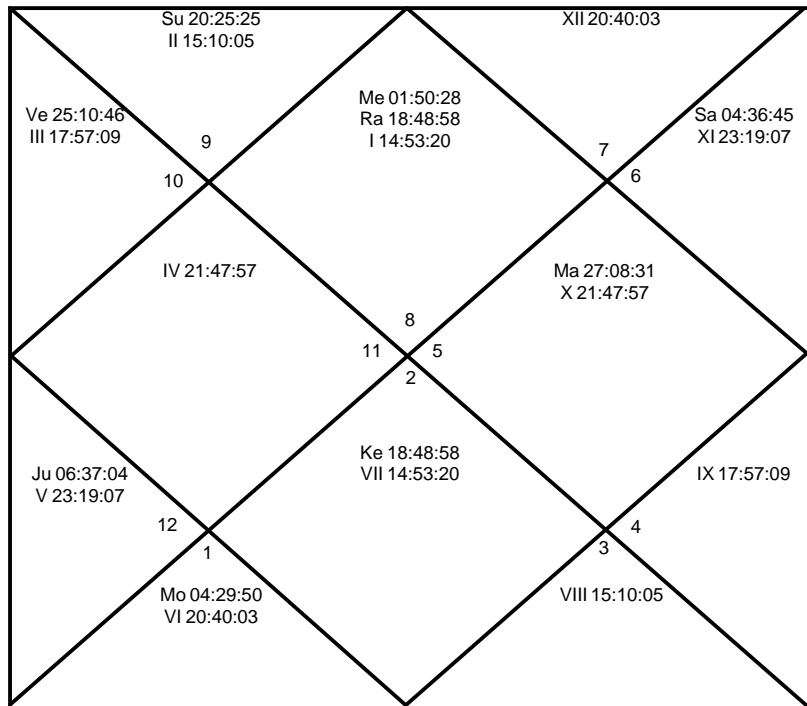 Su 20:25:25
II 15:10:05
XII 20:40:03
Ve 25:10:46
III 17:57:09
Me 01:50:28
Ra 18:48:58
I 14:53:20
Sa 04:36:45
XI 23:19:07
9
7
10
6
IV 21:47:57
Ma 27:08:31
X 21:47:57
8
11
5
2
Ke 18:48:58
VII 14:53:20
Ju 06:37:04
V 23:19:07
IX 17:57:09
12
4
1
3
Mo 04:29:50
VI 20:40:03
VIII 15:10:05